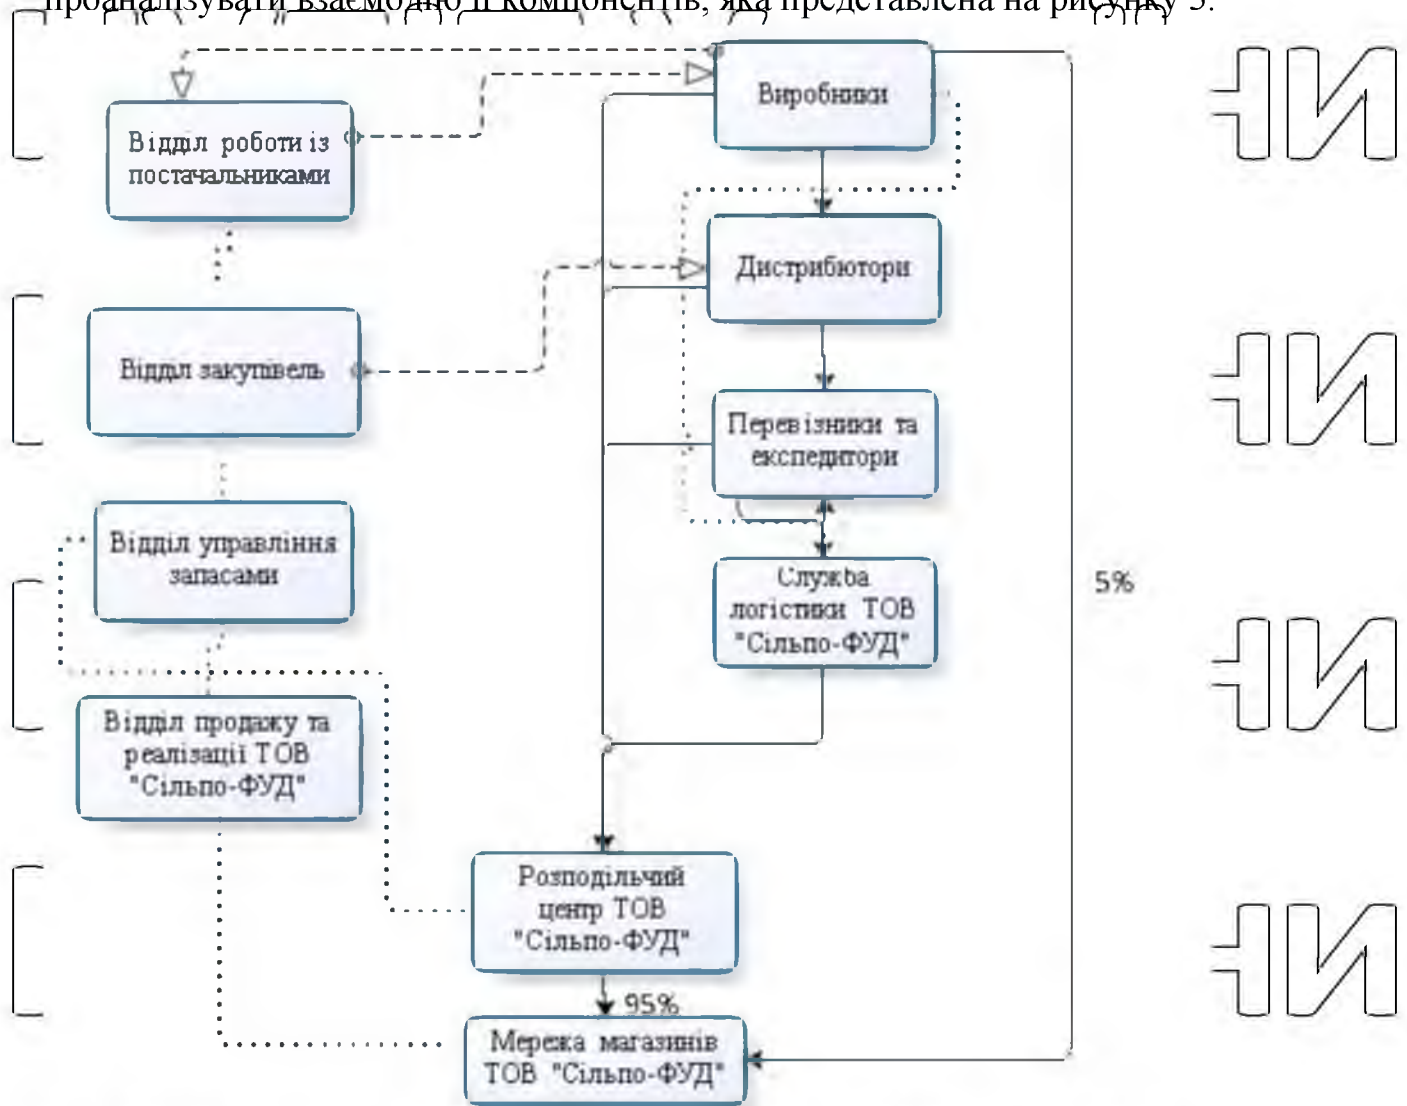 проаналізувати взаємодію її компонентів, яка представлена на рисунку 3.
Виробники
Відділ роботи із
постачальниками
Дистрибютори
Відділ закупівель
Перевізники та
експедитори
Відділ управління
запасами
Служба
логістики ТОВ
"Сільпо-ФУД"
5%
Відділ продажу та
реалізації ТОВ
"Сільпо-ФУД"
Розподільчий
центр ТОВ
"Сільпо-ФУД"
95%
Мережа магазинів
ТОВ "Сільпо-ФУД"